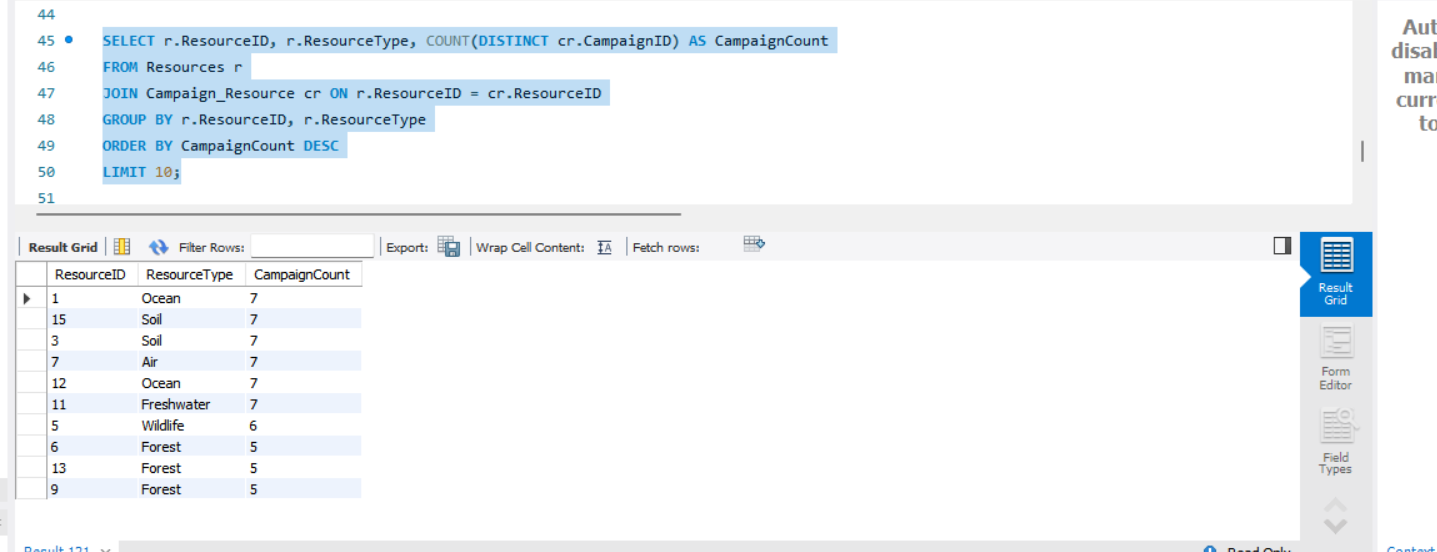 44
45 SELECT r.ResourceID, r.ResourceType, COUNT(DISTINCT cr.CampaignID) AS CampaignCount
46 FROM Resources r
47 JOIN Campaign_Resource cr ON r.ResourceID = cr.ResourceID
48 GROUP BY r.ResourceID, r.ResourceType
49 ORDER BY CampaignCount DESC
50 LIMIT 10;
51
Result Grid Filter Rows: Export: Wrap Cell Content: Fetch rows:
ResourceID ResourceType CampaignCount
1 Ocean 7
15 Soil 7
3 Soil 7
7 Air 7
12 Ocean 7
11 Freshwater 7
5 Wildlife 6
6 Forest 5
13 Forest 5
9 Forest 5
Result
Grid
Form
Editor
Field
Types
Result 121
Read Only
Aut
disal
mai
curr
to
Context